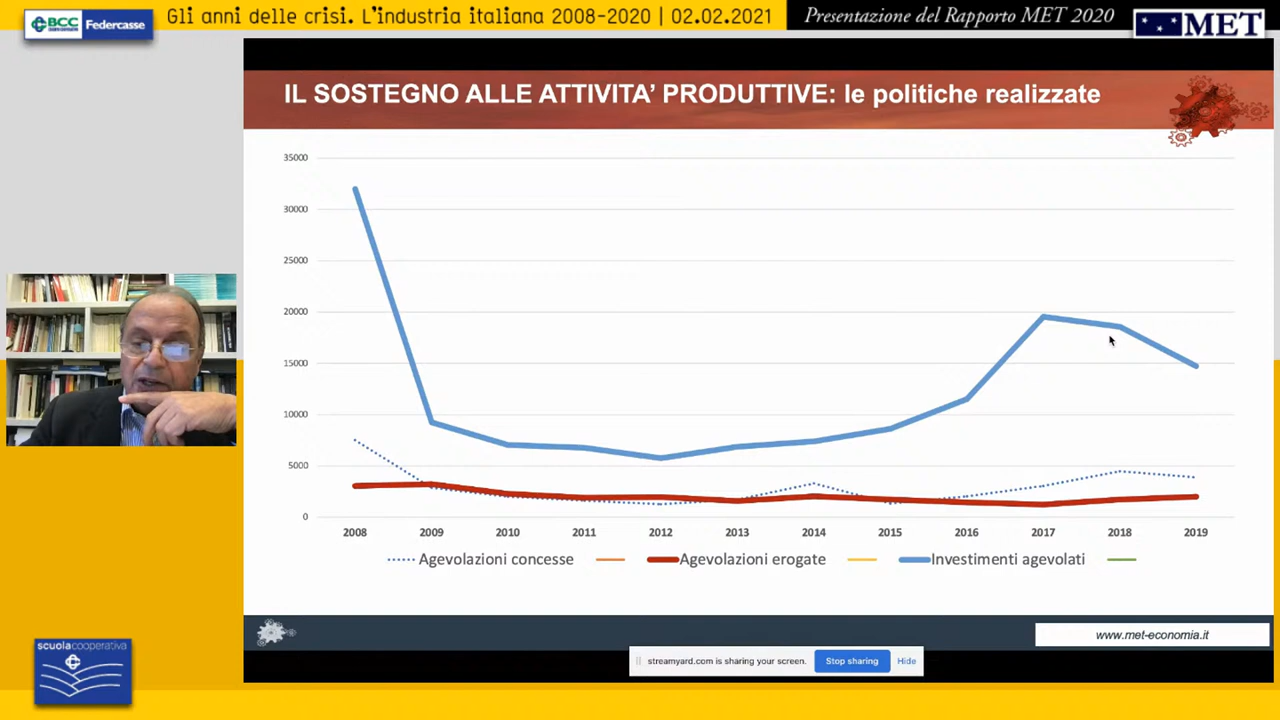 BCC
CREDITO COOPERATIVO
Federcasse
Gli anni delle crisi. L'industria italiana 2008-2020 | 02.02.2021
Presentazione del Rapporto MET 2020
MET
IL SOSTEGNO ALLE ATTIVITA' PRODUTTIVE: le politiche realizzate
35000
30000
25000
20000
15000
10000
5000
0
2008 2009 2010 2011 2012 2013 2014 2015 2016 2017 2018 2019
Agevolazioni concesse Agevolazioni erogate Investimenti agevolati
www.met-economia.it
streamyard.com is sharing your screen. Stop sharing Hide
scuolacooperativa